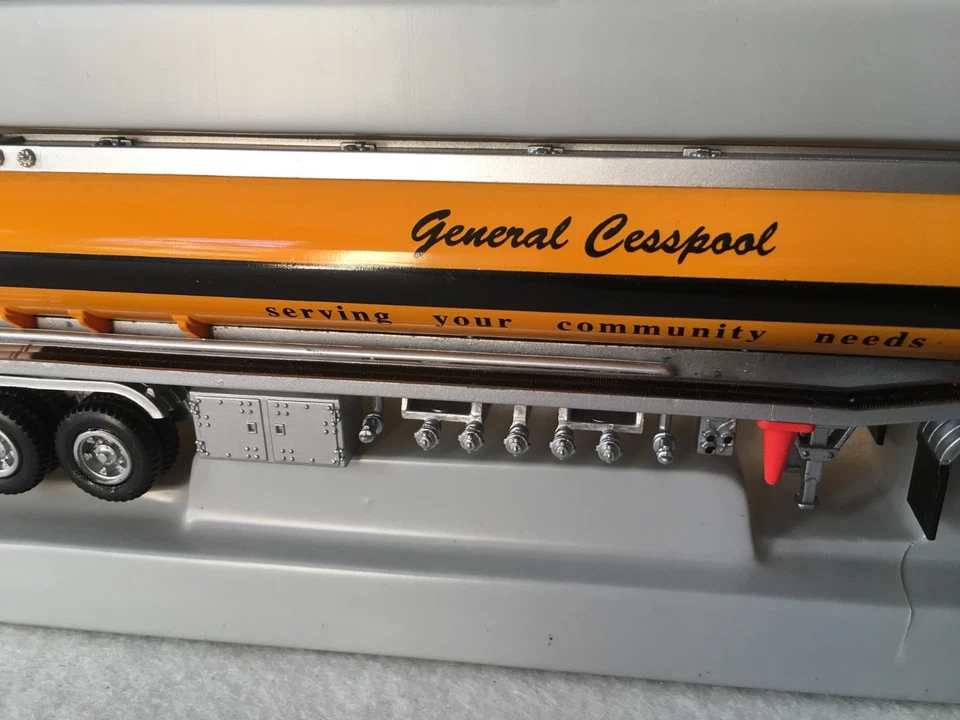 General Cesspool
serving your community needs